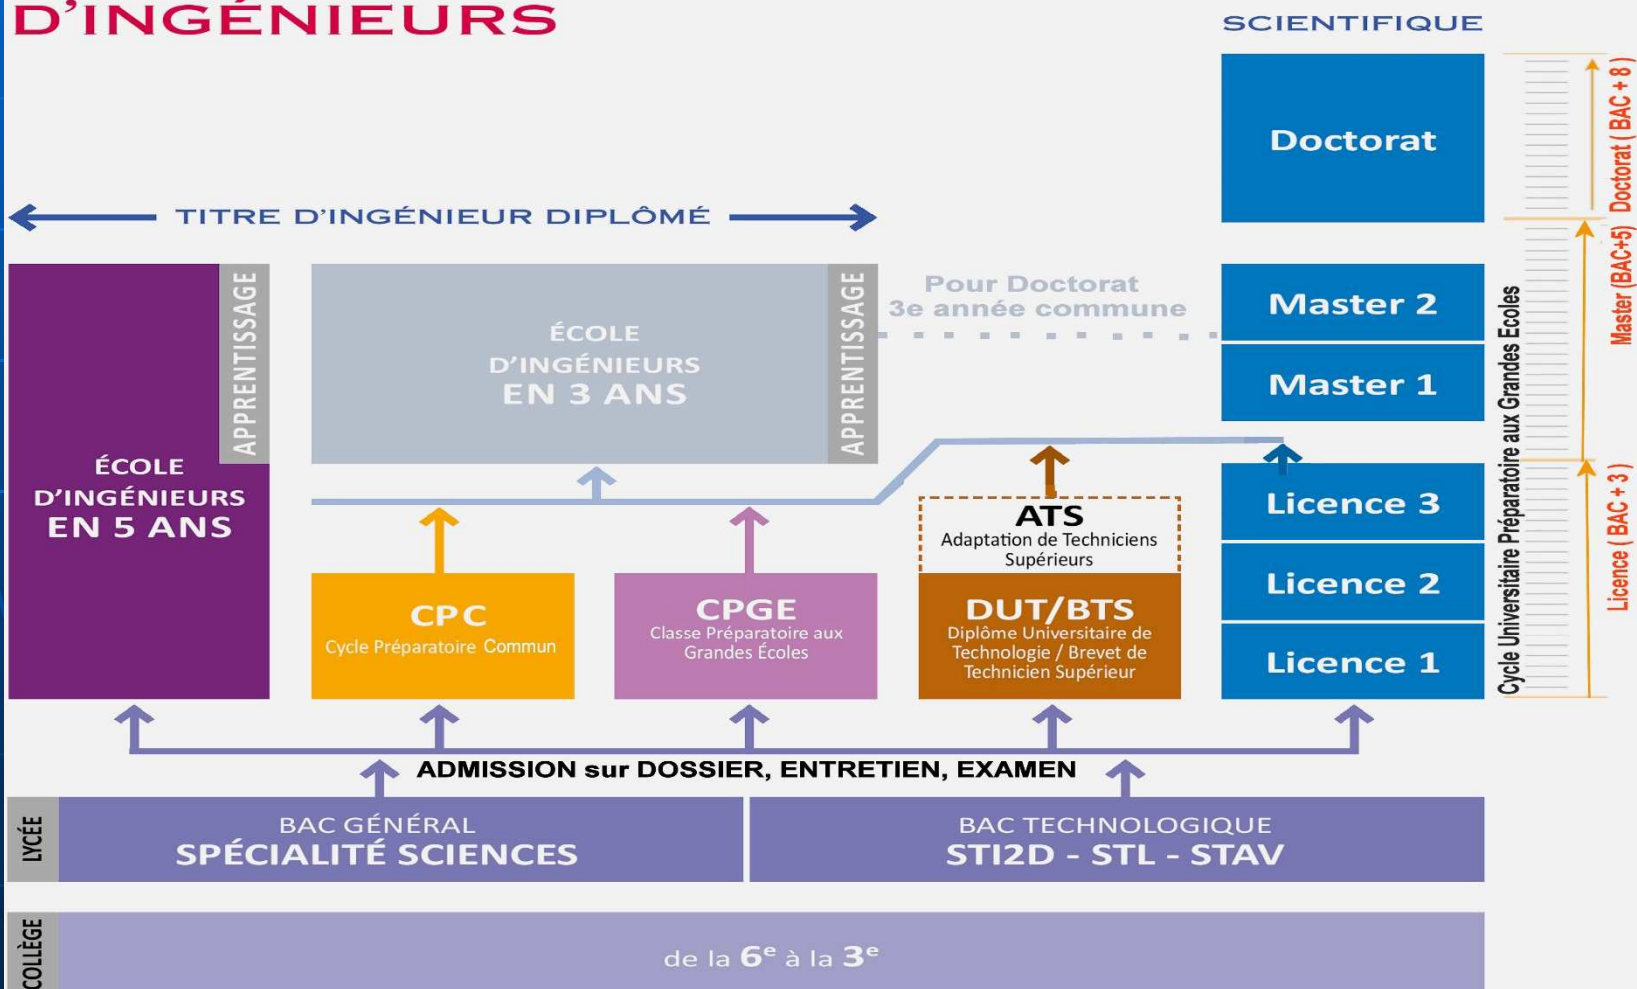 D'INGÉNIEURS
SCIENTIFIQUE
Doctorat
Doctorat ( BAC + 8 )
TITRE D'INGÉNIEUR DIPLÔMÉ
APPRENTISSAGE
ÉCOLE
D'INGÉNIEURS
EN 5 ANS
ÉCOLE
D'INGÉNIEURS
EN 3 ANS
APPRENTISSAGE
Pour Doctorat
3e année commune
Master 2
Master 1
Master (BAC+5)
Cycle Universitaire Préparatoire aux Grandes Ecoles
Licence 3
Licence 2
Licence 1
Licence ( BAC + 3 )
CPC
Cycle Préparatoire Commun
CPGE
Classe Préparatoire aux
Grandes Écoles
ATS
Adaptation de Techniciens
Supérieurs
DUT/BTS
Diplôme Universitaire de
Technologie / Brevet de
Technicien Supérieur
ADMISSION sur DOSSIER, ENTRETIEN, EXAMEN
LYCÉE
BAC GÉNÉRAL
SPÉCIALITÉ SCIENCES
BAC TECHNOLOGIQUE
STI2D - STL - STAV
COLLÈGE
de la 6e à la 3e